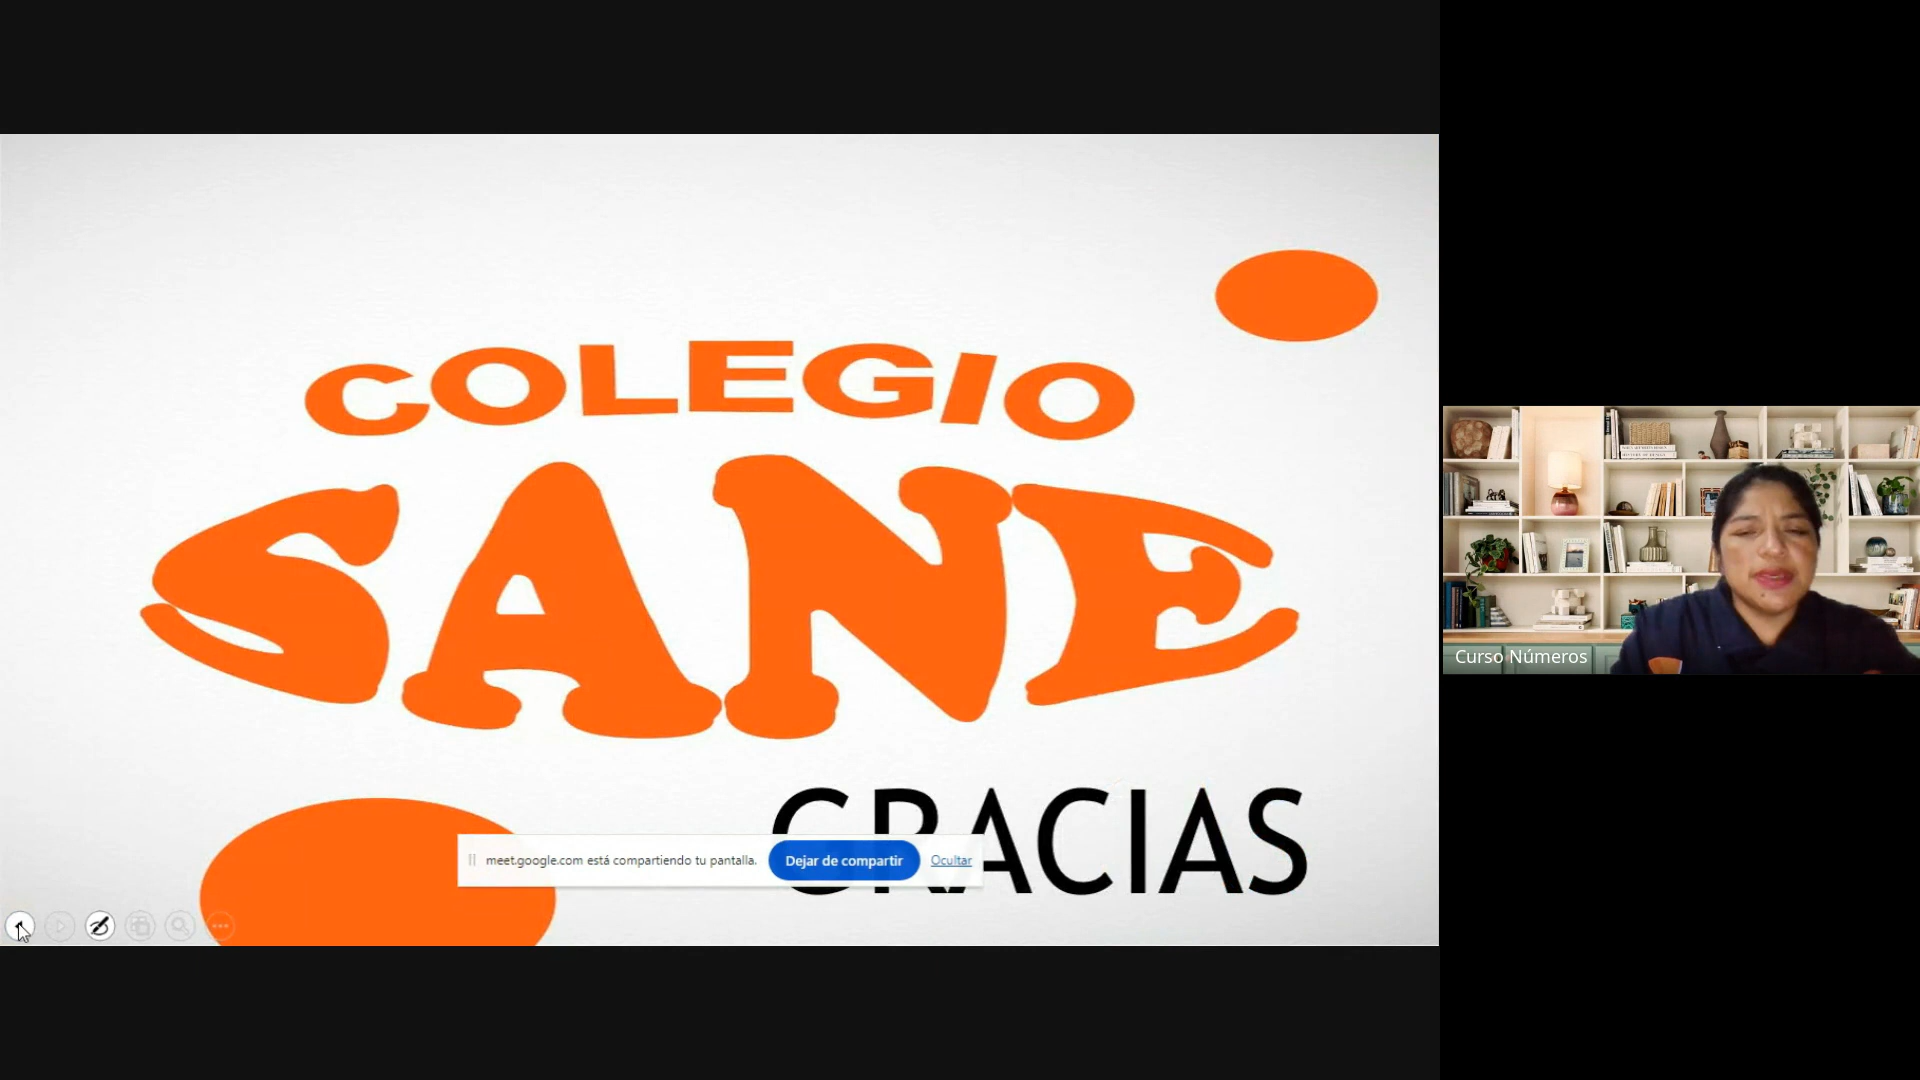 COLEGIO
SANE
GRACIAS
meet.google.com está compartiendo tu pantalla.
Dejar de compartir
Ocultar
Curso Números